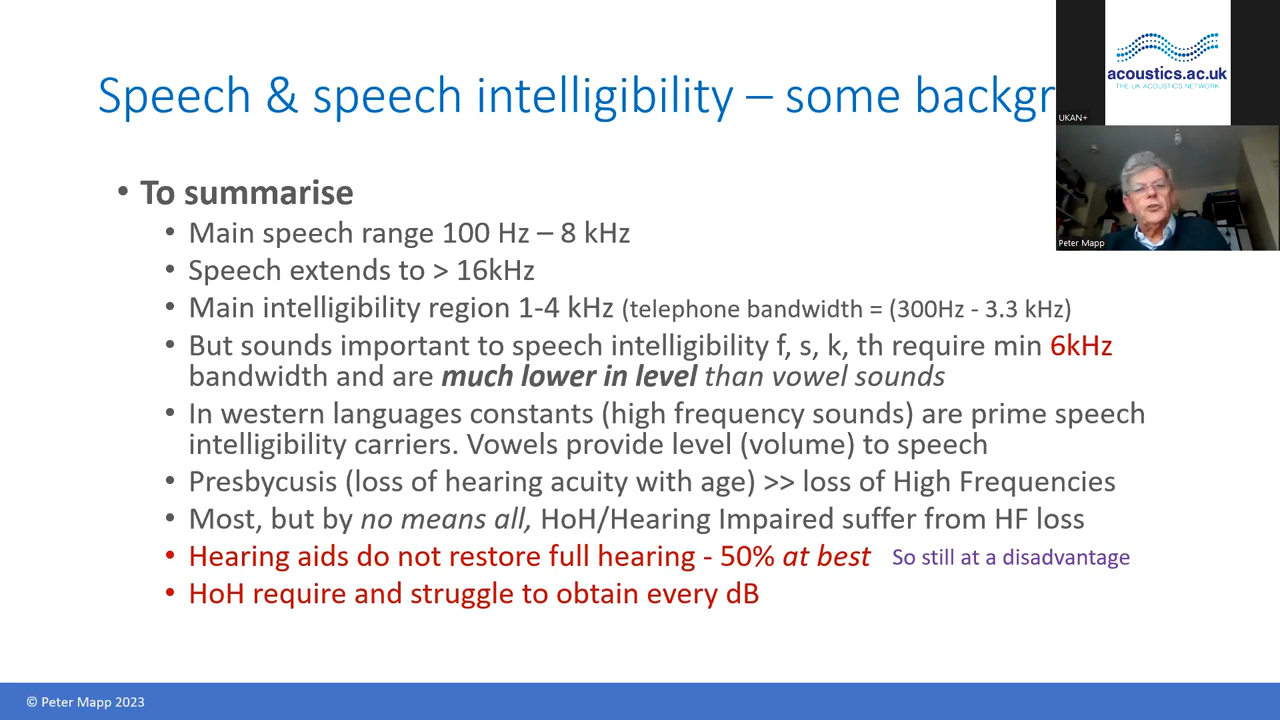 Speech & speech intelligibility – some backgr
acoustics.ac.uk
THE UK ACOUSTICS NETWORK
UKAN+
Peter Mapp
• To summarise
• Main speech range 100 Hz – 8 kHz
• Speech extends to > 16kHz
• Main intelligibility region 1-4 kHz (telephone bandwidth = (300Hz - 3.3 kHz)
• But sounds important to speech intelligibility f, s, k, th require min 6kHz
bandwidth and are much lower in level than vowel sounds
• In western languages constants (high frequency sounds) are prime speech
intelligibility carriers. Vowels provide level (volume) to speech
• Presbycusis (loss of hearing acuity with age) >> loss of High Frequencies
• Most, but by no means all, HoH/Hearing Impaired suffer from HF loss
• Hearing aids do not restore full hearing - 50% at best So still at a disadvantage
• HoH require and struggle to obtain every dB
© Peter Mapp 2023